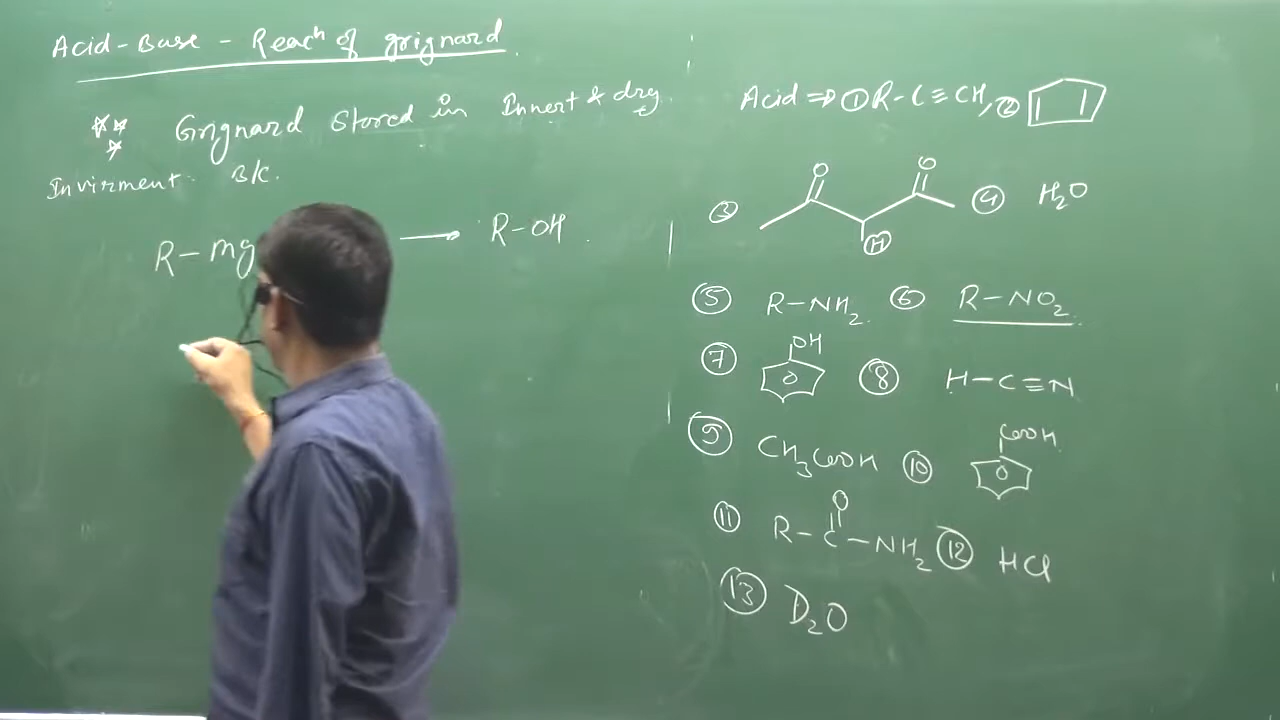 Acid-Base - Reacn of grignard
Grignard Stored in Innert & dry
Invirment. B/c.
R-Mg → R-OH
Acid ⇒ ① R-C≡CH, ②
③ O O H ④ H2O
⑤ R-NH2 ⑥ R-NO2
⑦ OH ⑧ H-C≡N
⑨ CH3COOH ⑩ COOH
⑪ R-C(=O)-NH2 ⑫ HCl
⑬ D2O